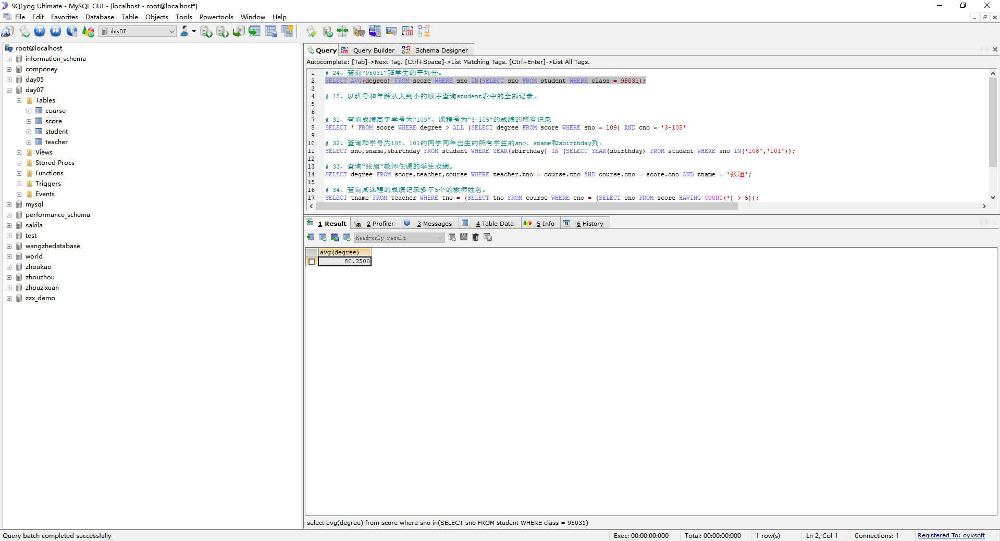 SQLyog Ultimate - MySQL GUI - [localhost - root@localhost*]
File Edit Favorites Database Table Objects Tools Powertools Window Help
day07
root@localhost
information_schema
componey
day05
day07
Tables
course
score
student
teacher
Views
Stored Procs
Functions
Triggers
Events
mysql
performance_schema
sakila
test
wangzhedatabase
world
zhoukao
zhouzhou
zhouzixuan
zzx_demo
Query Query Builder Schema Designer
Autocomplete: [Tab]->Next Tag. [Ctrl+Space]->List Matching Tags. [Ctrl+Enter]->List All Tags.
1 # 24、查询“95031”班学生的平均分。
2 SELECT AVG(degree) FROM score WHERE sno IN(SELECT sno FROM student WHERE class = 95031);
3
4 # 18、以班号和年龄从大到小的顺序查询student表中的全部记录。
5
6
7 # 31、查询成绩高于学号为“109”、课程号为“3-105”的成绩的所有记录
8 SELECT * FROM score WHERE degree > ALL (SELECT degree FROM score WHERE sno = 109) AND cno = '3-105'
9
10 # 32、查询和学号为108、101的同学同年出生的所有学生的sno、sname和sbirthday列。
11 SELECT sno,sname,sbirthday FROM student WHERE YEAR(sbirthday) IN (SELECT YEAR(sbirthday) FROM student WHERE sno IN('108','101'));
12
13 # 33、查询“张旭“教师任课的学生成绩。
14 SELECT degree FROM score,teacher,course WHERE teacher.tno = course.tno AND course.cno = score.cno AND tname = '张旭';
15
16 # 34、查询某课程的成绩记录多于5个的教师姓名。
17 SELECT tname FROM teacher WHERE tno = (SELECT tno FROM course WHERE cno = (SELECT cno FROM score HAVING COUNT(*) > 5));
1 Result 2 Profiler 3 Messages 4 Table Data 5 Info 6 History
Read-only result
avg(degree)
80.2500
select avg(degree) from score where sno in(SELECT sno FROM student WHERE class = 95031)
Query batch completed successfully Exec: 00:00:00:000 Total: 00:00:00:000 1 row(s) Ln 2, Col 1 Connections: 1 Registered To: oyksoft